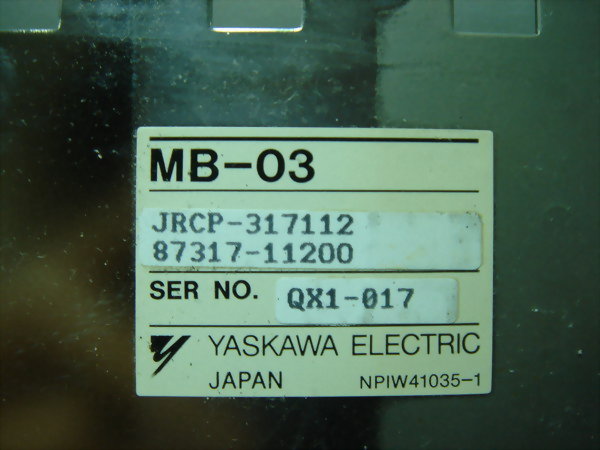 MB-03
JRCP-317112
87317-11200
SER NO. QX1-017
YASKAWA ELECTRIC
JAPAN NPIW41035-1